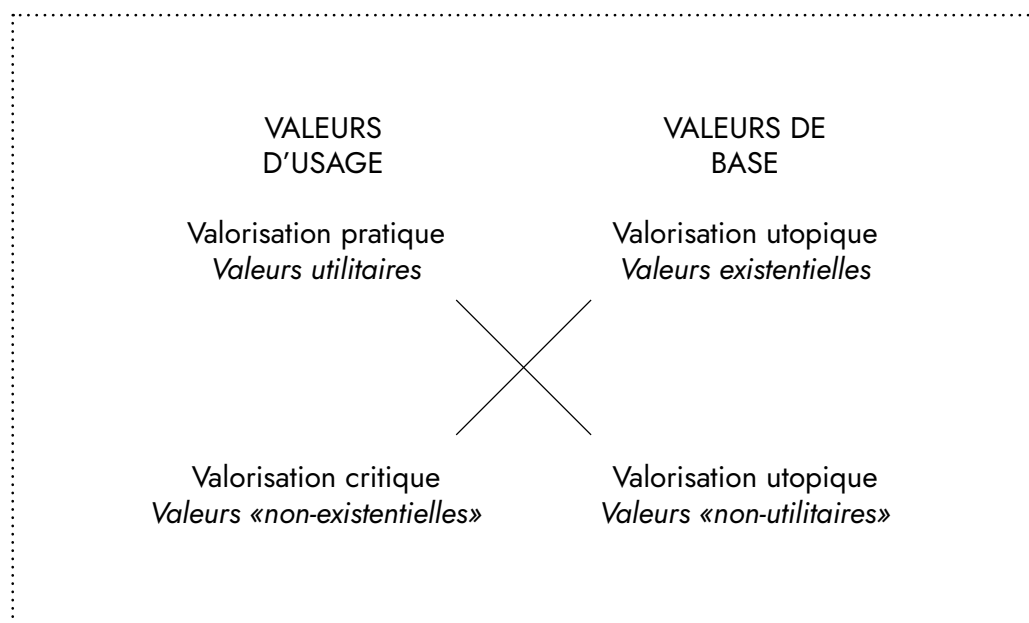 VALEURS
D’USAGE
VALEURS DE
BASE
Valorisation pratique
Valeurs utilitaires
Valorisation utopique
Valeurs existentielles
Valorisation critique
Valeurs «non-existentielles»
Valorisation utopique
Valeurs «non-utilitaires»